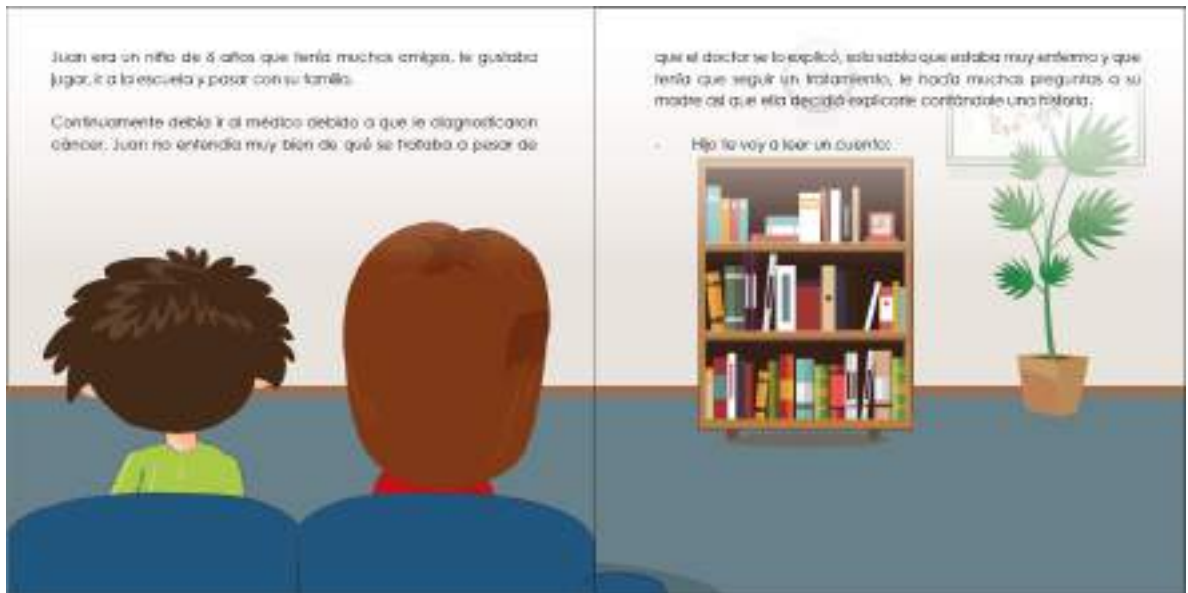 Juan era un niño de 6 años que tenía muchos amigos, le gustaba
jugar, ir a la escuela y pasar con su familia.
Continuamente debía ir al médico debido a que le diagnosticaron
cáncer. Juan no entendía muy bien de qué se trataba a pesar de
que el doctor se lo explicó, solo sabía que estaba muy enfermo y que
tenía que seguir un tratamiento, le hacía muchas preguntas a su
madre así que ella decidió explicarle contándole una historia.
- Hijo te voy a leer un cuento: